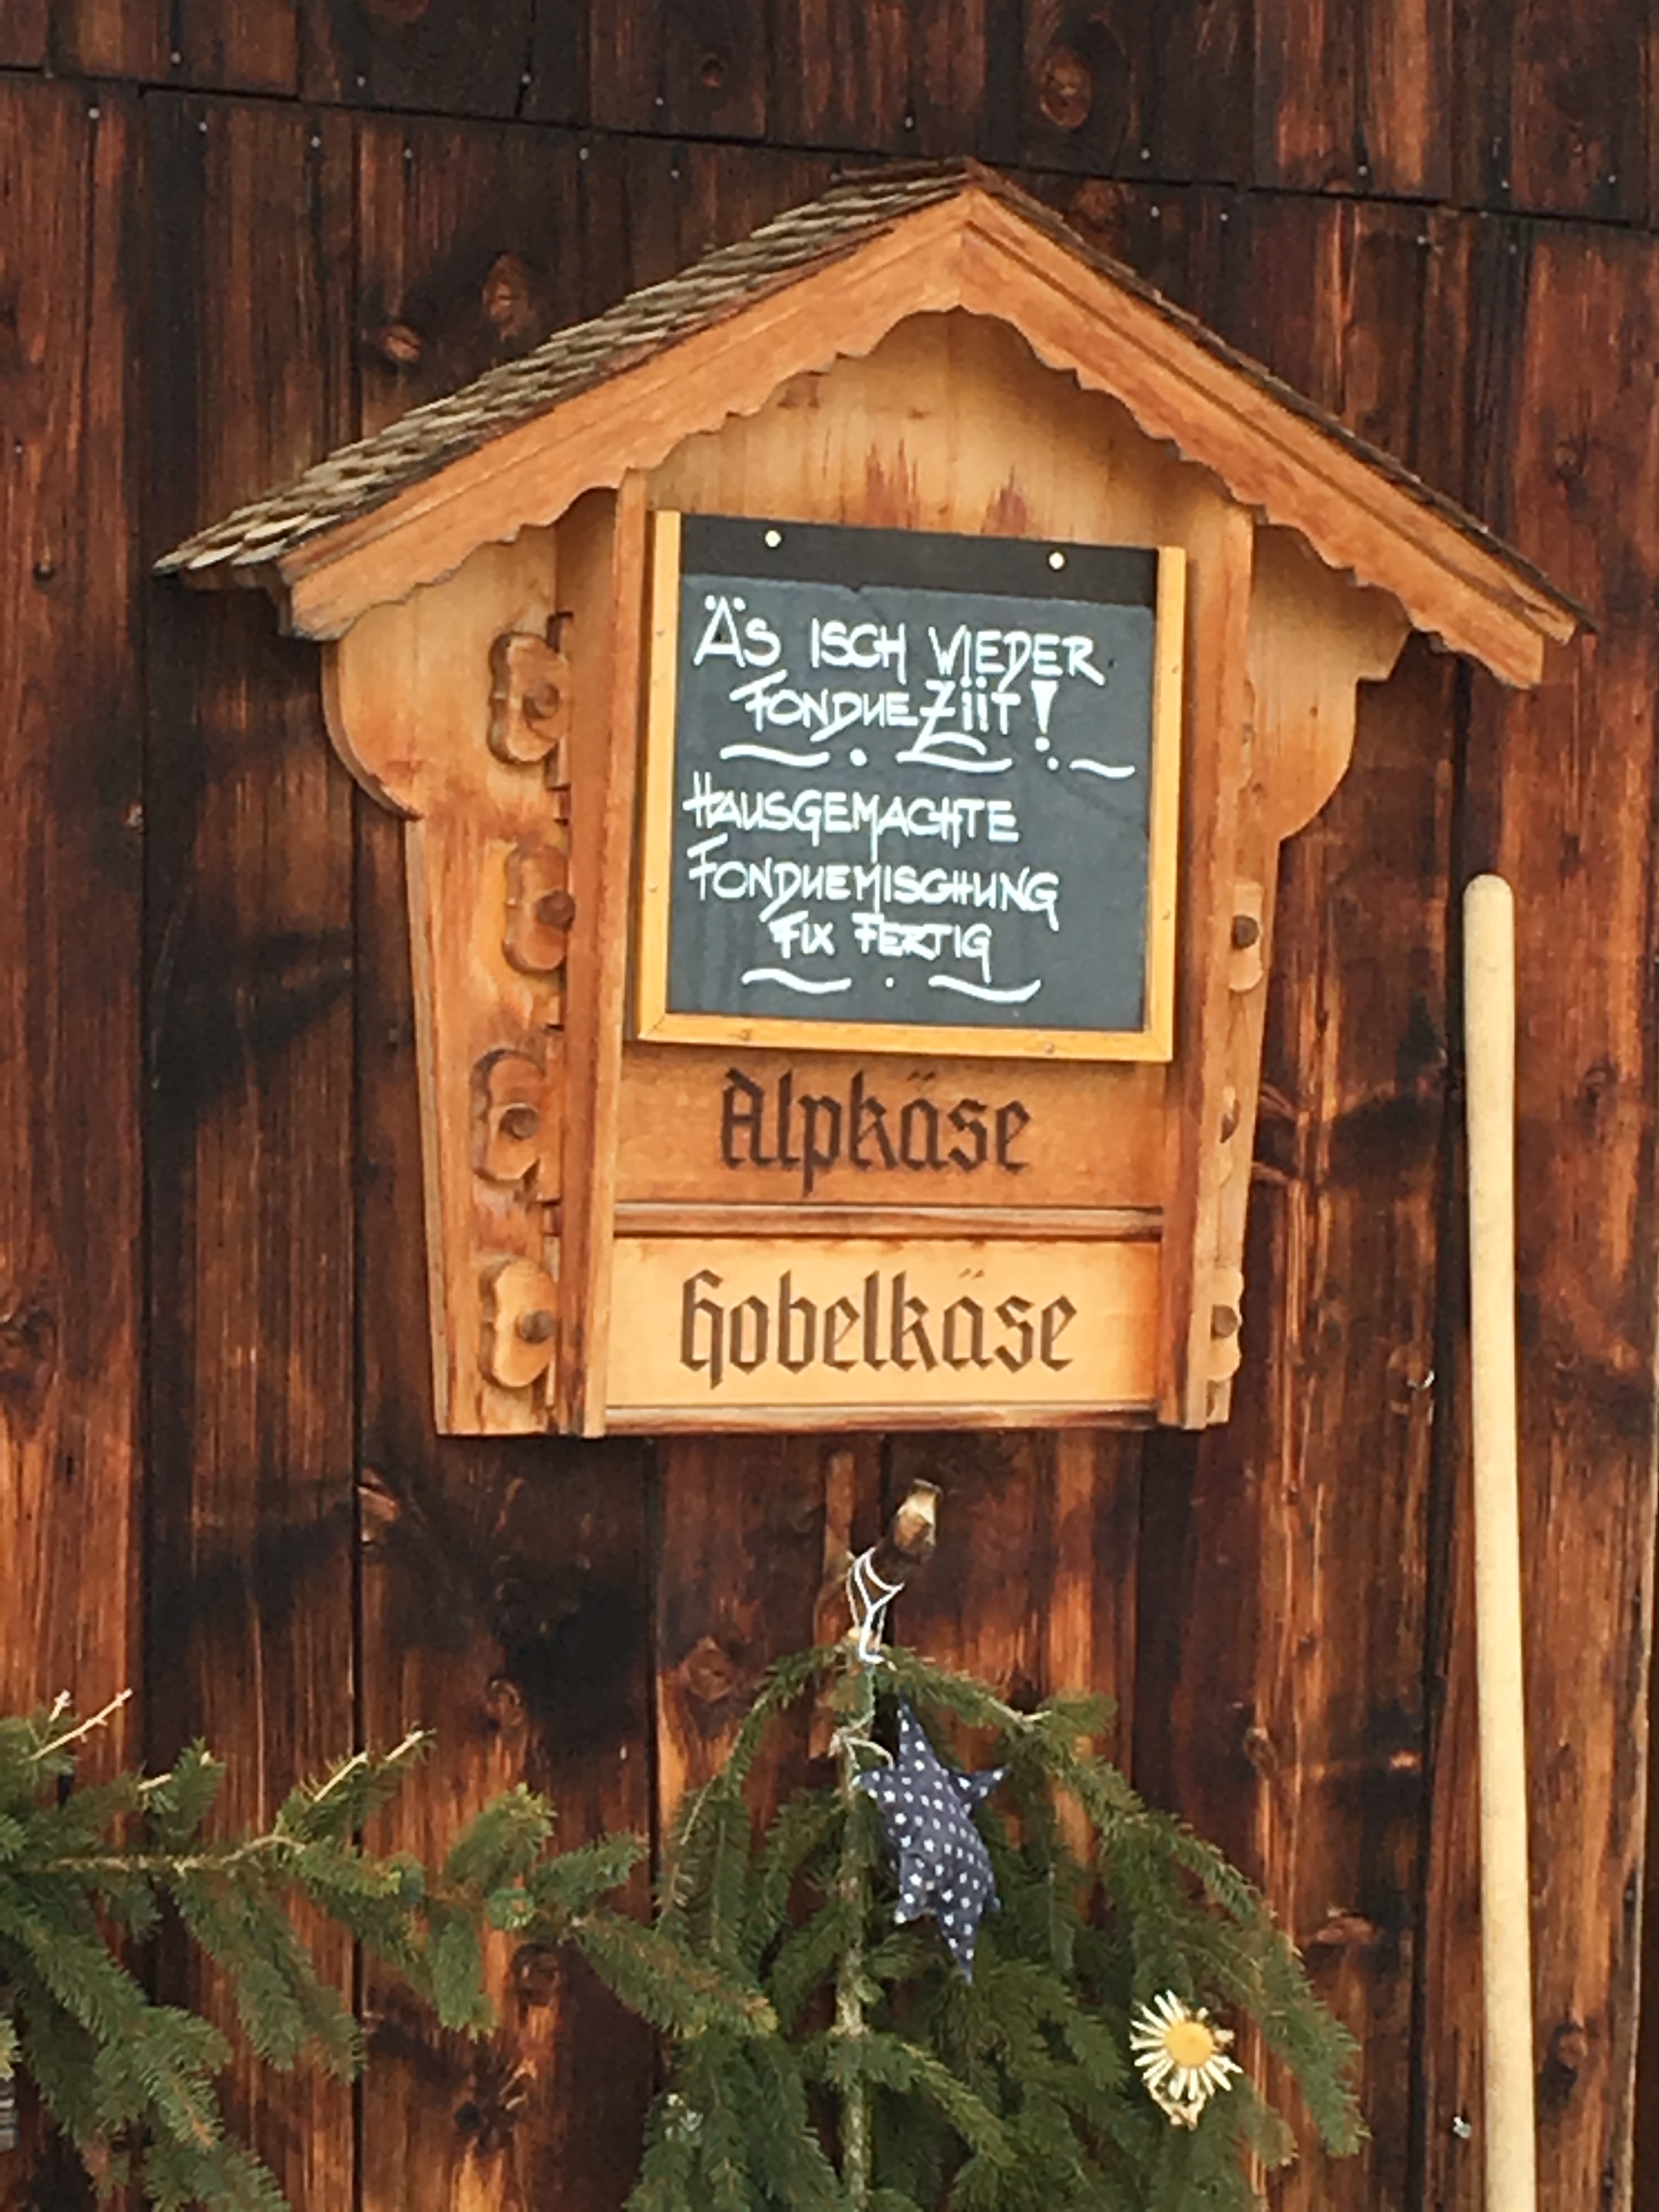 ÄS ISCH WIEDER
FONDUEZiiT!
HAUSGEMACHTE
FONDUEMISCHUNG
FIX FERTIG
Alpkäse
Hobelkäse